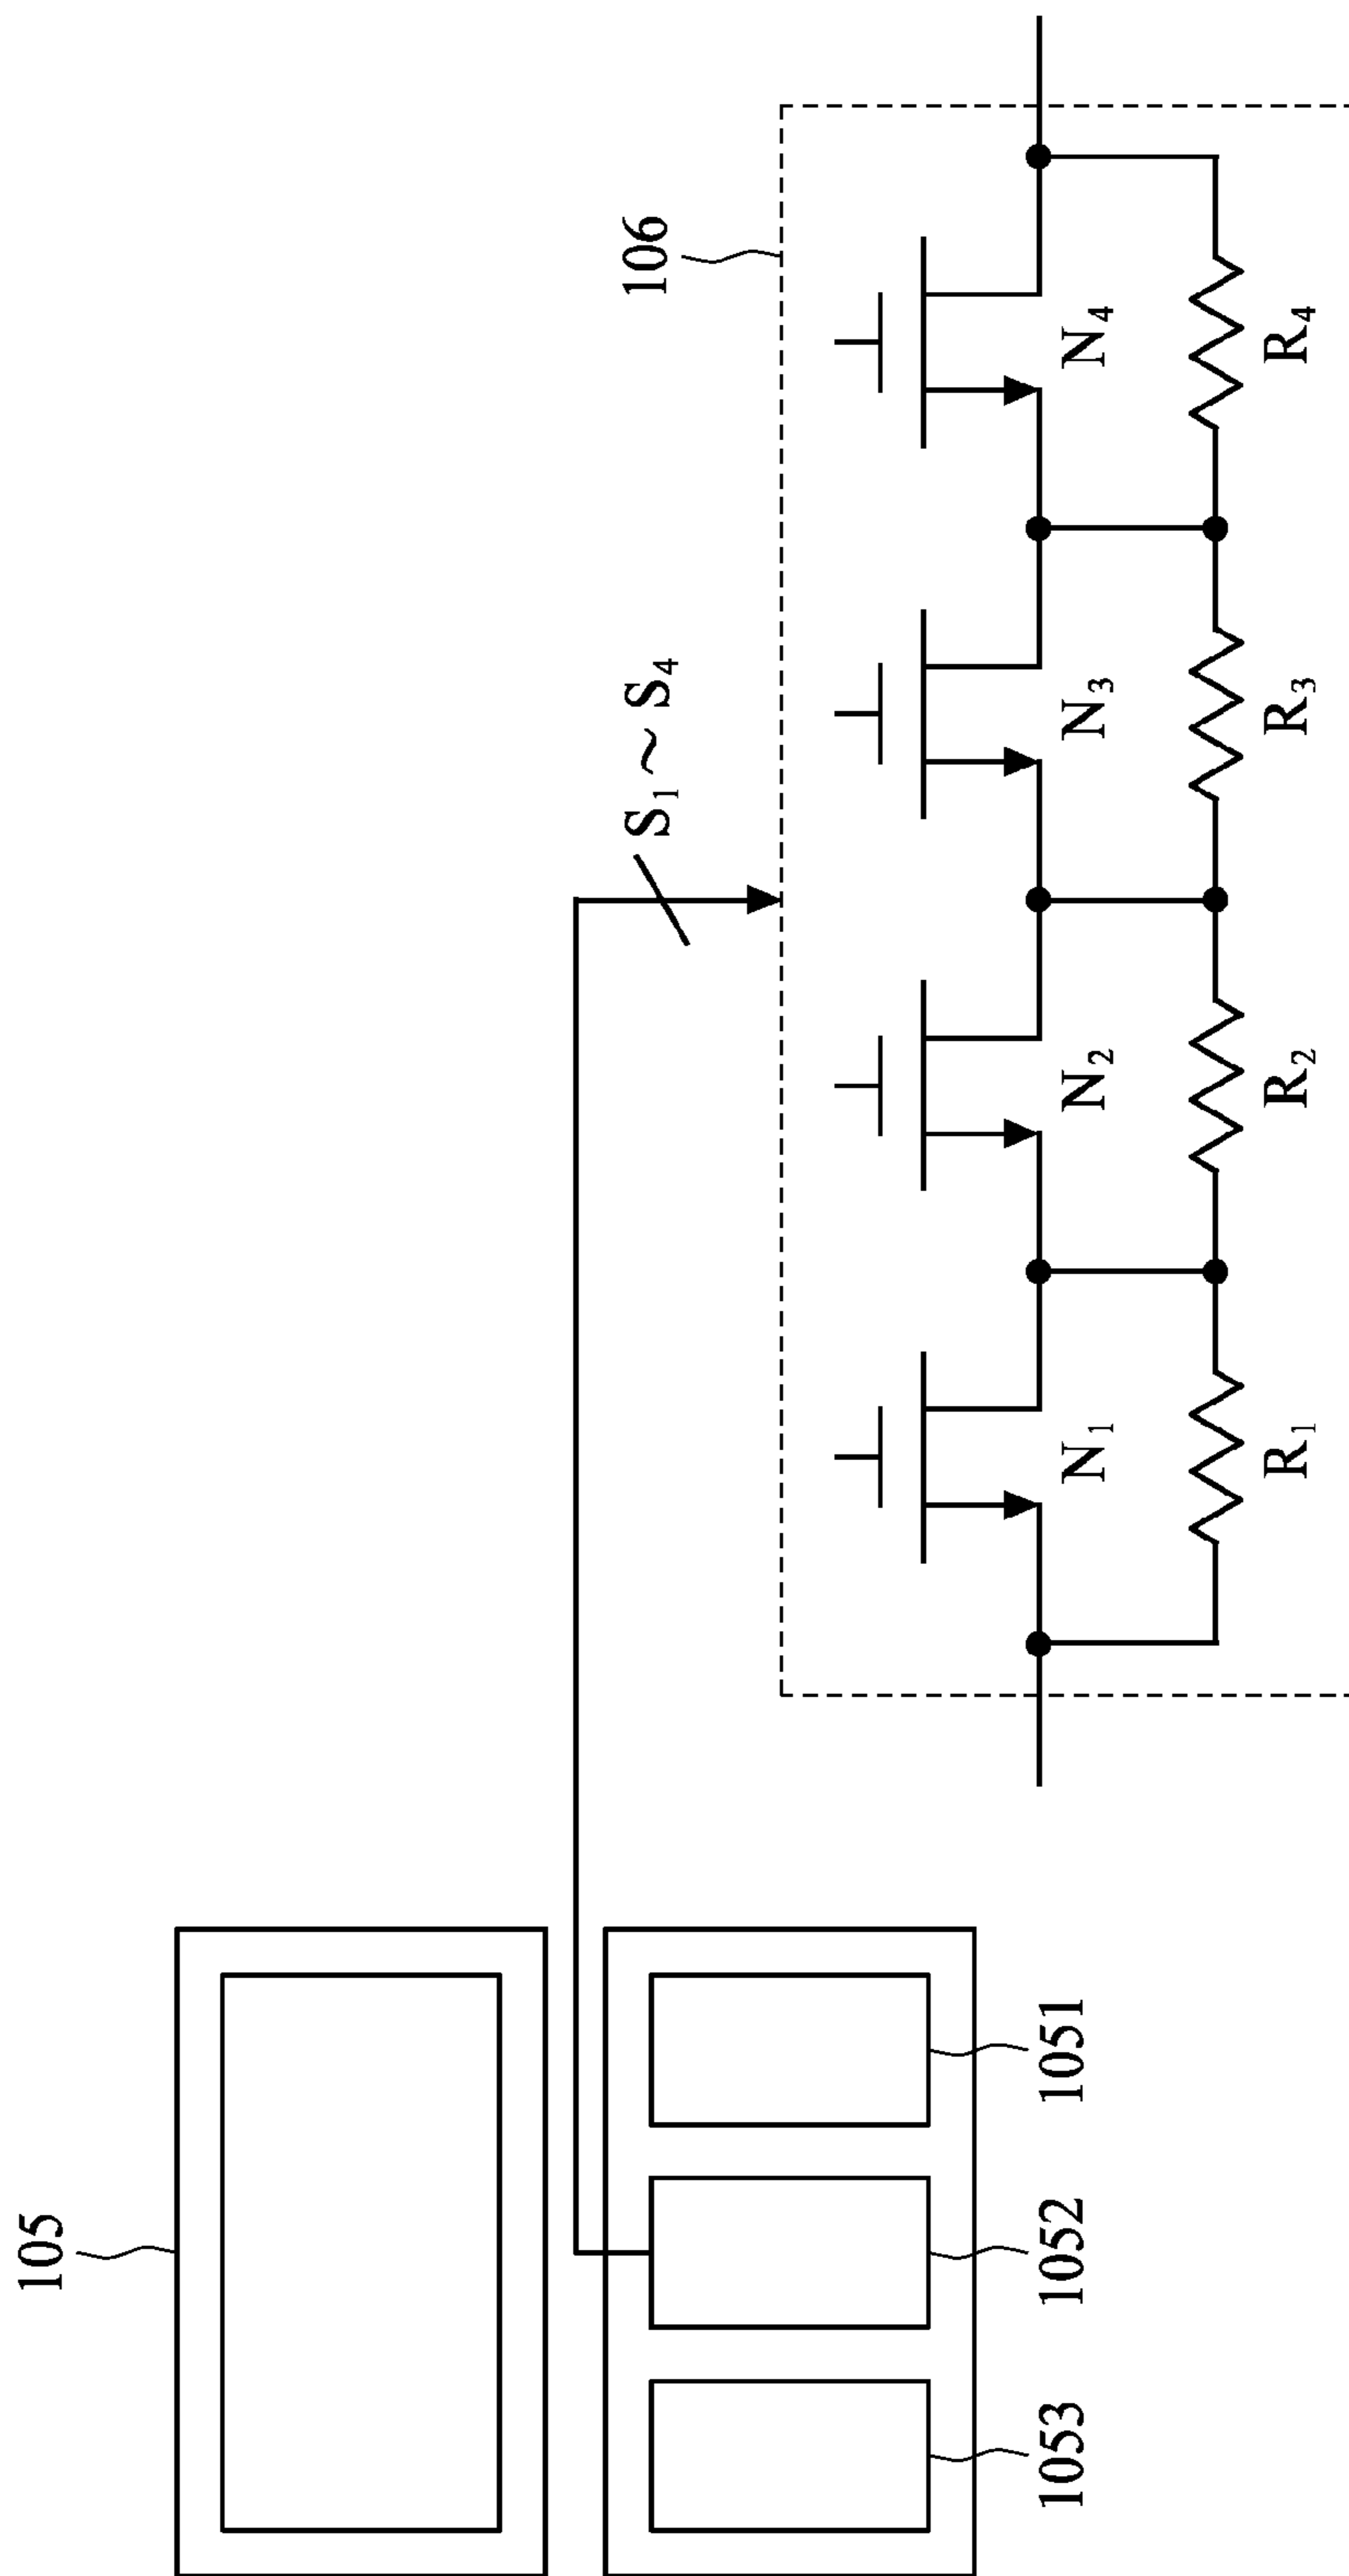 105
1053
1052
1051
S₁ ~ S₄
106
N₁
N₂
N₃
N₄
R₁
R₂
R₃
R₄